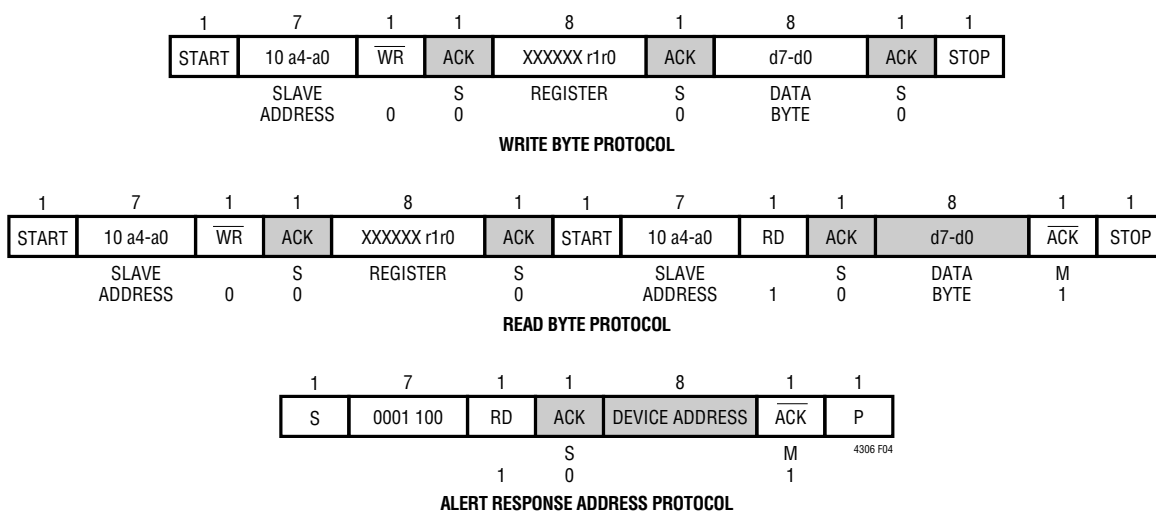 1 7 1 1 8 1 8 1 1
START 10 a4-a0 WR ACK XXXXXX r1r0 ACK d7-d0 ACK STOP
SLAVE S REGISTER S DATA S
ADDRESS 0 0 0 BYTE 0
WRITE BYTE PROTOCOL
1 7 1 1 8 1 1 7 1 1 8 1 1
START 10 a4-a0 WR ACK XXXXXX r1r0 ACK START 10 a4-a0 RD ACK d7-d0 ACK STOP
SLAVE S REGISTER S SLAVE S DATA M
ADDRESS 0 0 0 ADDRESS 1 0 BYTE 1
READ BYTE PROTOCOL
1 7 1 1 8 1 1
S 0001 100 RD ACK DEVICE ADDRESS ACK P
S M 4306 F04
1 0 1
ALERT RESPONSE ADDRESS PROTOCOL